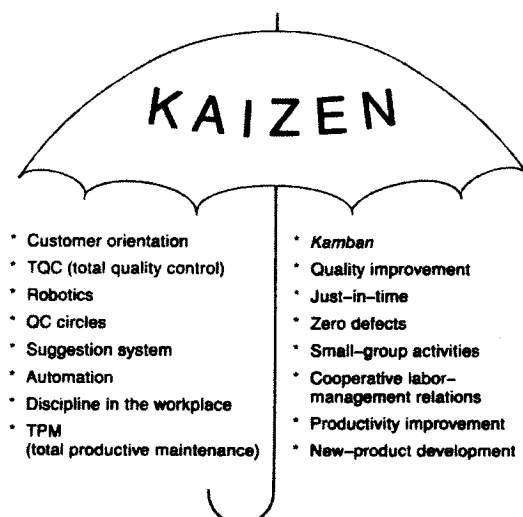 KAIZEN
* Customer orientation
* TQC (total quality control)
* Robotics
* QC circles
* Suggestion system
* Automation
* Discipline in the workplace
* TPM
(total productive maintenance)
* Kamban
* Quality improvement
* Just-in-time
* Zero defects
* Small-group activities
* Cooperative labor-
management relations
* Productivity improvement
* New-product development